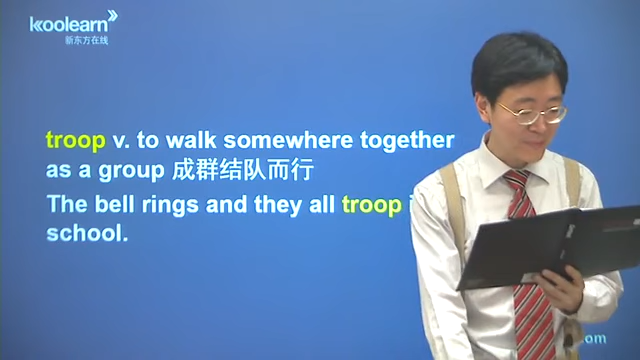 koolearn
新东方在线
troop v. to walk somewhere together
as a group 成群结队而行
The bell rings and they all troop
school.
.com